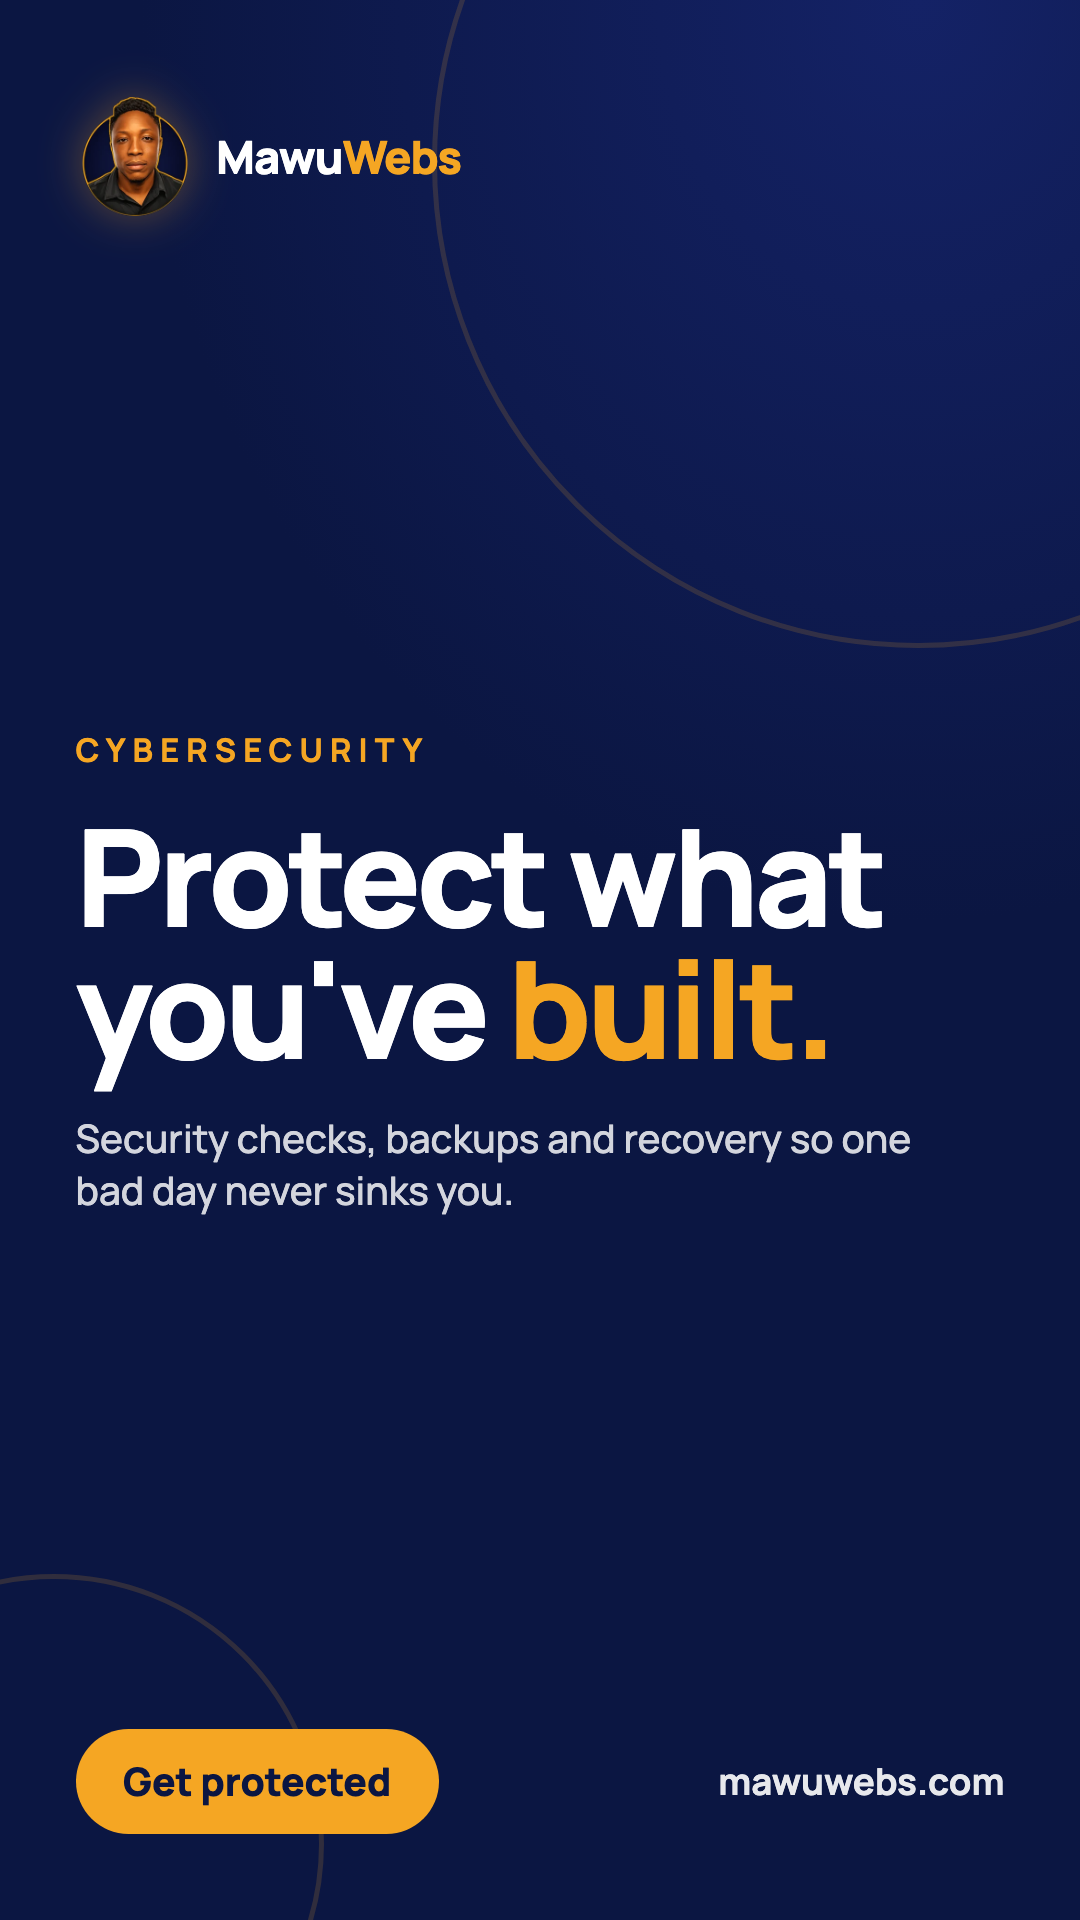 MawuWebs
CYBERSECURITY
Protect what
you've built.
Security checks, backups and recovery so one
bad day never sinks you.
Get protected
mawuwebs.com